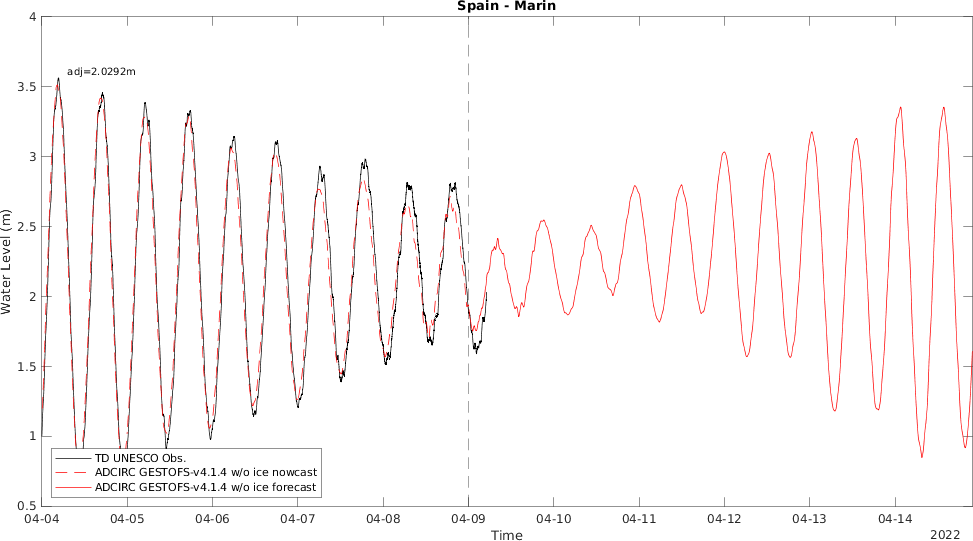 Spain - Marin
adj=2.0292m
4
3.5
3
2.5
2
1.5
1
0.5
Water Level (m)
TD UNESCO Obs.
ADCIRC GESTOFS-v4.1.4 w/o ice nowcast
ADCIRC GESTOFS-v4.1.4 w/o ice forecast
04-04 04-05 04-06 04-07 04-08 04-09 04-10 04-11 04-12 04-13 04-14
Time
2022